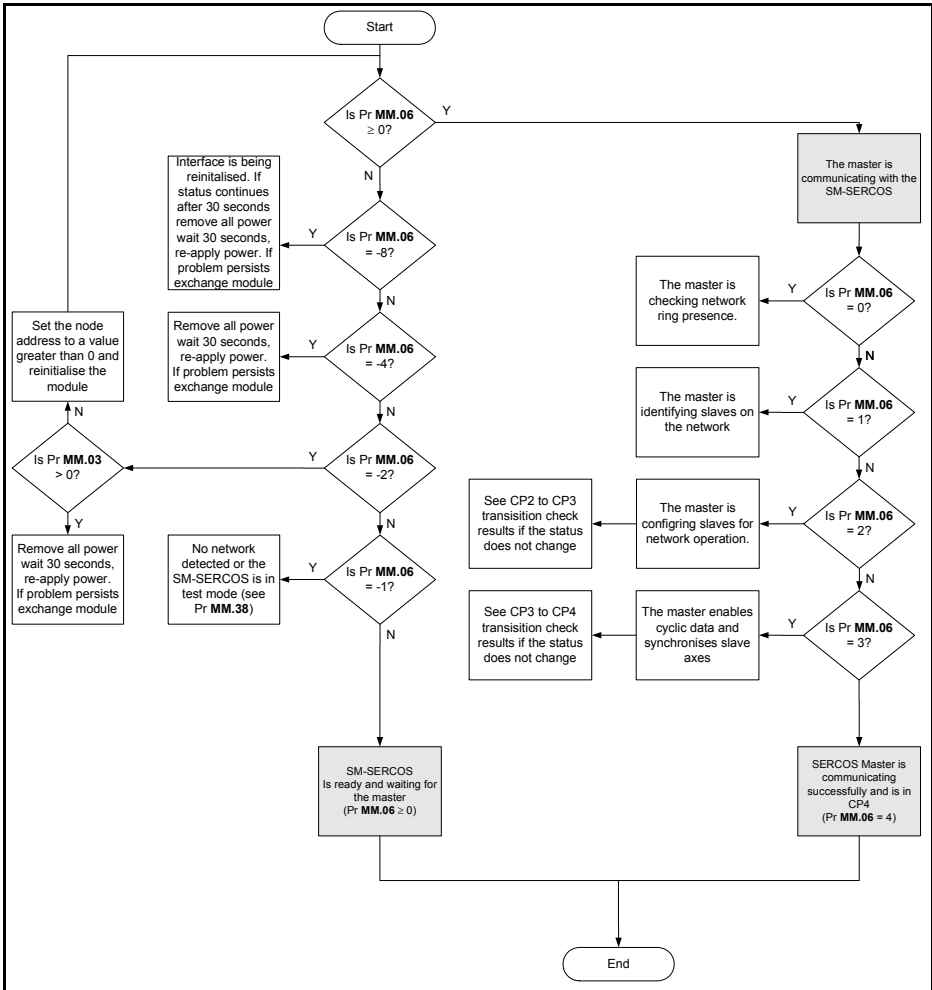 Start
Is Pr MM.06
≥ 0?
Y
N
Interface is being
reinitalised. If
status continues
after 30 seconds
remove all power
wait 30 seconds,
re-apply power. If
problem persists
exchange module
Y
Is Pr MM.06
= -8?
N
Remove all power
wait 30 seconds,
re-apply power.
If problem persists
exchange module
Y
Is Pr MM.06
= -4?
N
Set the node
address to a value
greater than 0 and
reinitialise the
module
N
Is Pr MM.03
> 0?
Y
Is Pr MM.06
= -2?
N
Y
Remove all power
wait 30 seconds,
re-apply power.
If problem persists
exchange module
No network
detected or the
SM-SERCOS is in
test mode (see
Pr MM.38)
Y
Is Pr MM.06
= -1?
N
SM-SERCOS
Is ready and waiting for
the master
(Pr MM.06 ≥ 0)
The master is
communicating with the
SM-SERCOS
The master is
checking network
ring presence.
Y
Is Pr MM.06
= 0?
N
The master is
identifying slaves on
the network
Y
Is Pr MM.06
= 1?
N
See CP2 to CP3
transisition check
results if the status
does not change
The master is
configring slaves for
network operation.
Y
Is Pr MM.06
= 2?
N
See CP3 to CP4
transisition check
results if the status
does not change
The master enables
cyclic data and
synchronises slave
axes
Y
Is Pr MM.06
= 3?
SERCOS Master is
communicating
successfully and is in
CP4
(Pr MM.06 = 4)
End